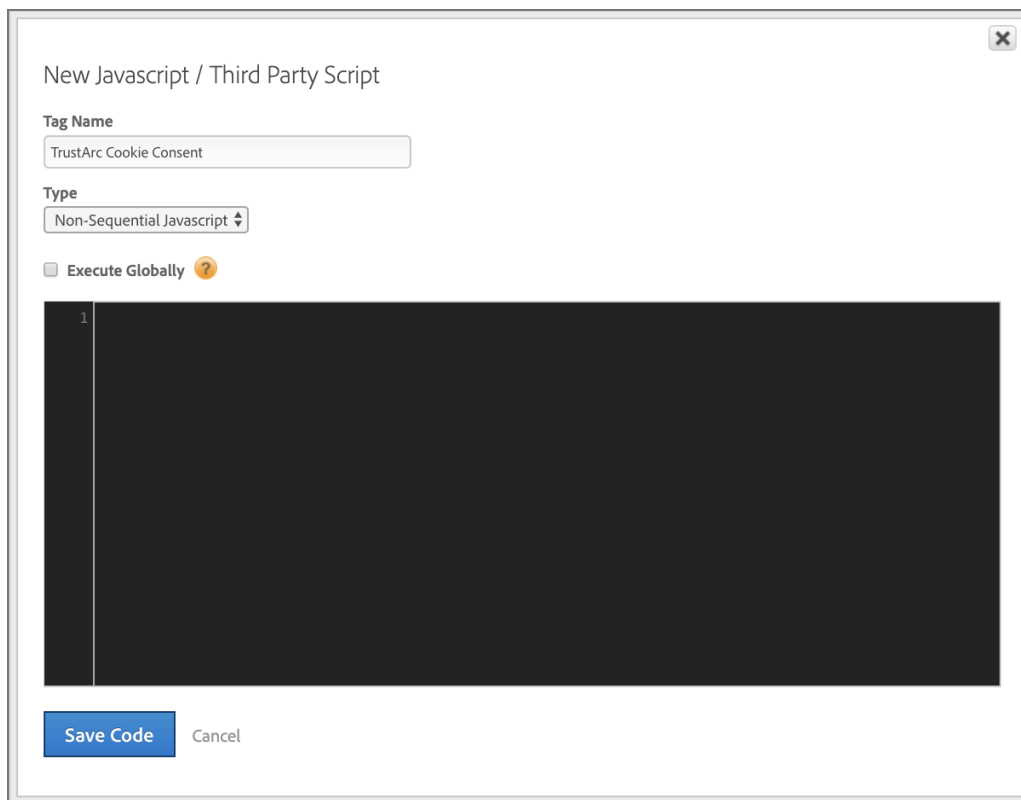 New Javascript / Third Party Script
Tag Name
TrustArc Cookie Consent
Type
Non-Sequential Javascript
Execute Globally ?
1
Save Code Cancel